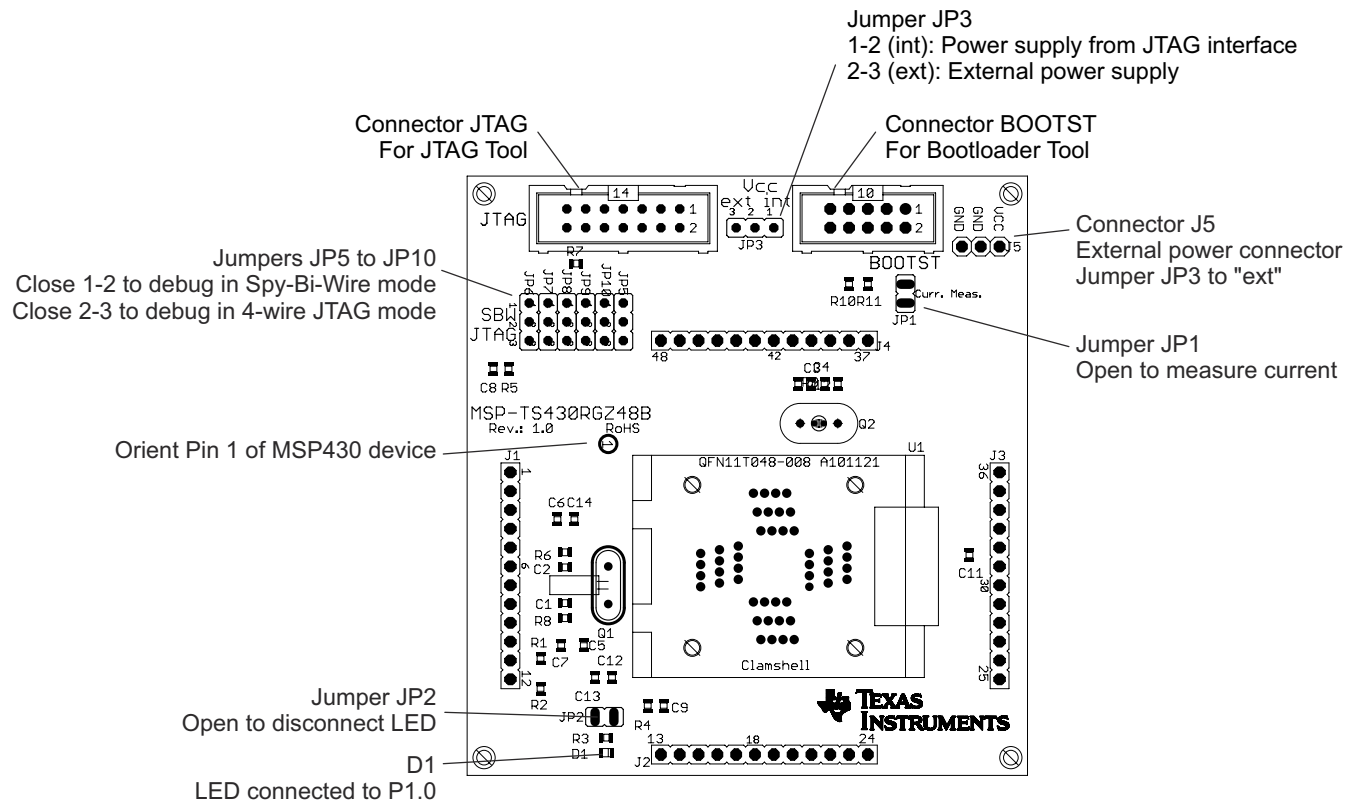 Jumper JP3
1-2 (int): Power supply from JTAG interface
2-3 (ext): External power supply
Connector JTAG
For JTAG Tool
Connector BOOTST
For Bootloader Tool
14
Vcc
ext int
3 2 1
JP3
10
JTAG
1
2
1
2
GND
GND
VCC
J5
BOOTST
Connector J5
External power connector
Jumper JP3 to "ext"
Jumpers JP5 to JP10
Close 1-2 to debug in Spy-Bi-Wire mode
Close 2-3 to debug in 4-wire JTAG mode
R7
JP6
JP7
JP8
JP9
JP10
JP5
SBW
JTAG
1
2
3
R10
R11
Curr. Meas.
JP1
Jumper JP1
Open to measure current
48
42
37
J4
C8
R5
MSP-TS430RGZ48B
Rev.: 1.0
RoHS
Q2
Orient Pin 1 of MSP430 device
1
J1
1
6
12
QFN11T048-008 A101121
U1
J3
36
30
25
C6
C14
R6
C2
C1
R8
Q1
R1
C7
C5
C12
R2
C13
C11
Clamshell
Jumper JP2
Open to disconnect LED
JP2
R4
C9
TEXAS
INSTRUMENTS
R3
D1
J2
13
18
24
D1
LED connected to P1.0